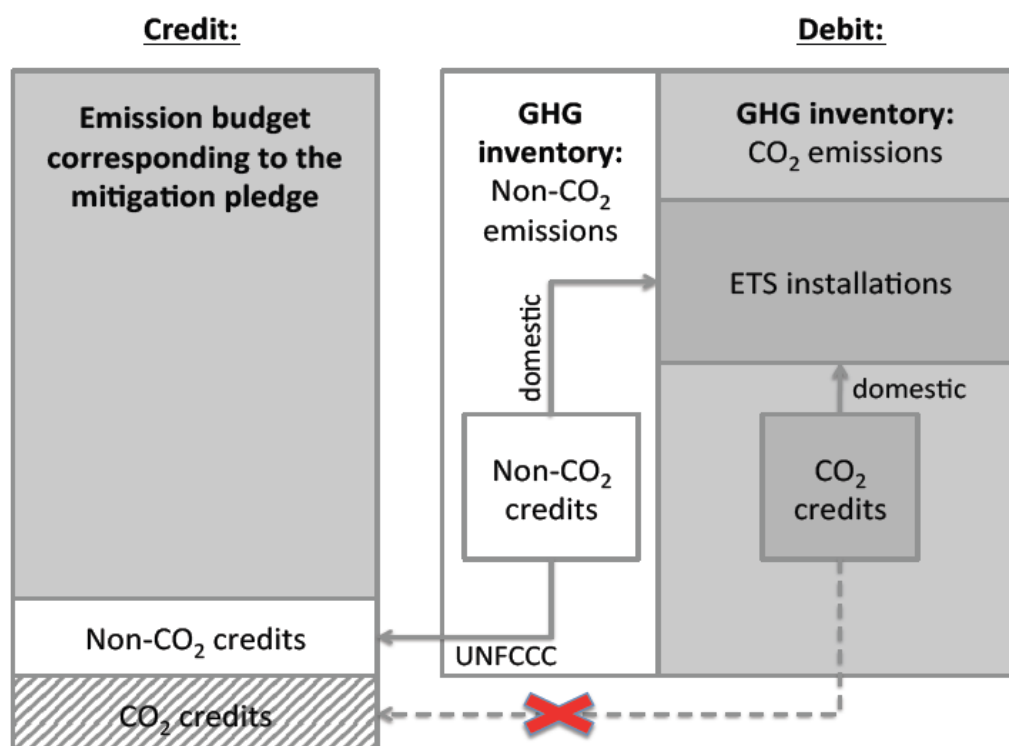 Credit:
Debit:
Emission budget
corresponding to the
mitigation pledge
GHG
inventory:
Non-CO₂
emissions
GHG inventory:
CO₂ emissions
ETS installations
domestic
domestic
Non-CO₂
credits
CO₂
credits
Non-CO₂ credits
UNFCCC
CO₂ credits